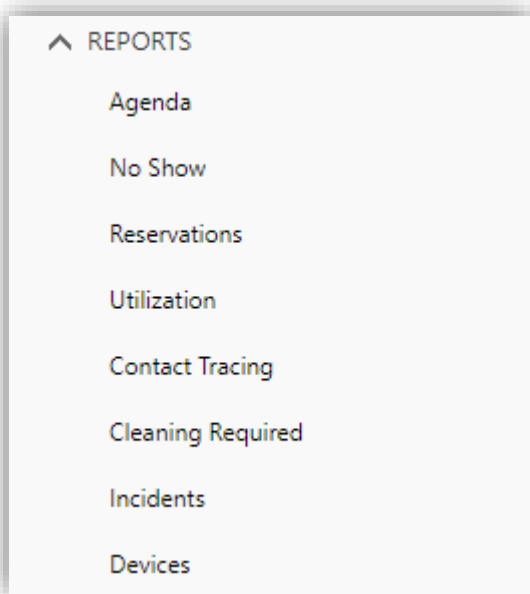 REPORTS
Agenda
No Show
Reservations
Utilization
Contact Tracing
Cleaning Required
Incidents
Devices